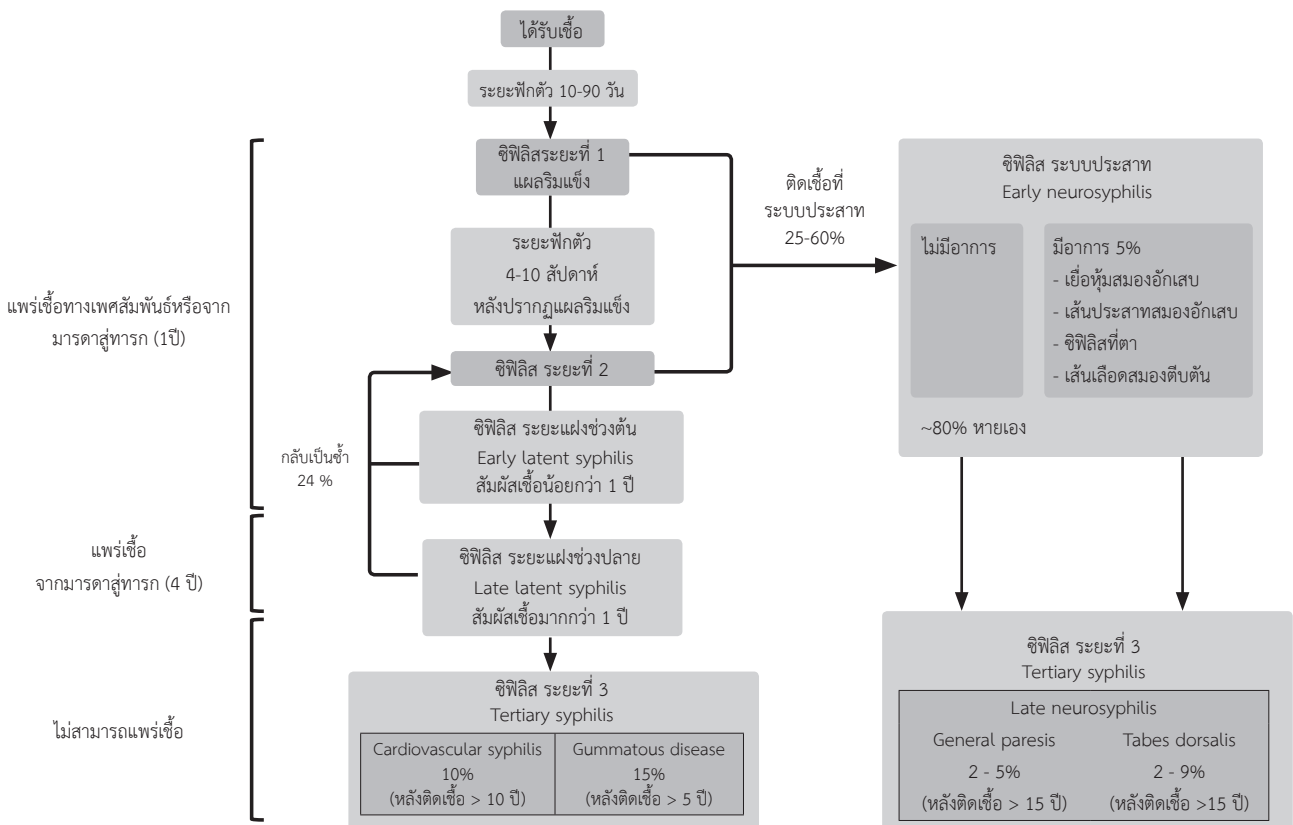 ได้รับเชื้อ
ระยะฟักตัว 10-90 วัน
ซิฟิลิสระยะที่ 1
แผลริมแข็ง
ระยะฟักตัว
4-10 สัปดาห์
หลังปรากฏแผลริมแข็ง
ซิฟิลิส ระยะที่ 2
ซิฟิลิส ระยะแฝงช่วงต้น
Early latent syphilis
สัมผัสเชื้อน้อยกว่า 1 ปี
ซิฟิลิส ระยะแฝงช่วงปลาย
Late latent syphilis
สัมผัสเชื้อมากกว่า 1 ปี
ซิฟิลิส ระยะที่ 3
Tertiary syphilis
Cardiovascular syphilis
10%
(หลังติดเชื้อ > 10 ปี)
Gummatous disease
15%
(หลังติดเชื้อ > 5 ปี)
แพร่เชื้อทางเพศสัมพันธ์หรือจาก
มารดาสู่ทารก (1ปี)
แพร่เชื้อ
จากมารดาสู่ทารก (4 ปี)
ไม่สามารถแพร่เชื้อ
กลับเป็นซ้ำ
24 %
ติดเชื้อที่
ระบบประสาท
25-60%
ซิฟิลิส ระบบประสาท
Early neurosyphilis
ไม่มีอาการ
มีอาการ 5%
- เยื่อหุ้มสมองอักเสบ
- เส้นประสาทสมองอักเสบ
- ซิฟิลิสที่ตา
- เส้นเลือดสมองตีบตัน
~80% หายเอง
ซิฟิลิส ระยะที่ 3
Tertiary syphilis
Late neurosyphilis
General paresis
2 - 5%
(หลังติดเชื้อ > 15 ปี)
Tabes dorsalis
2 - 9%
(หลังติดเชื้อ >15 ปี)